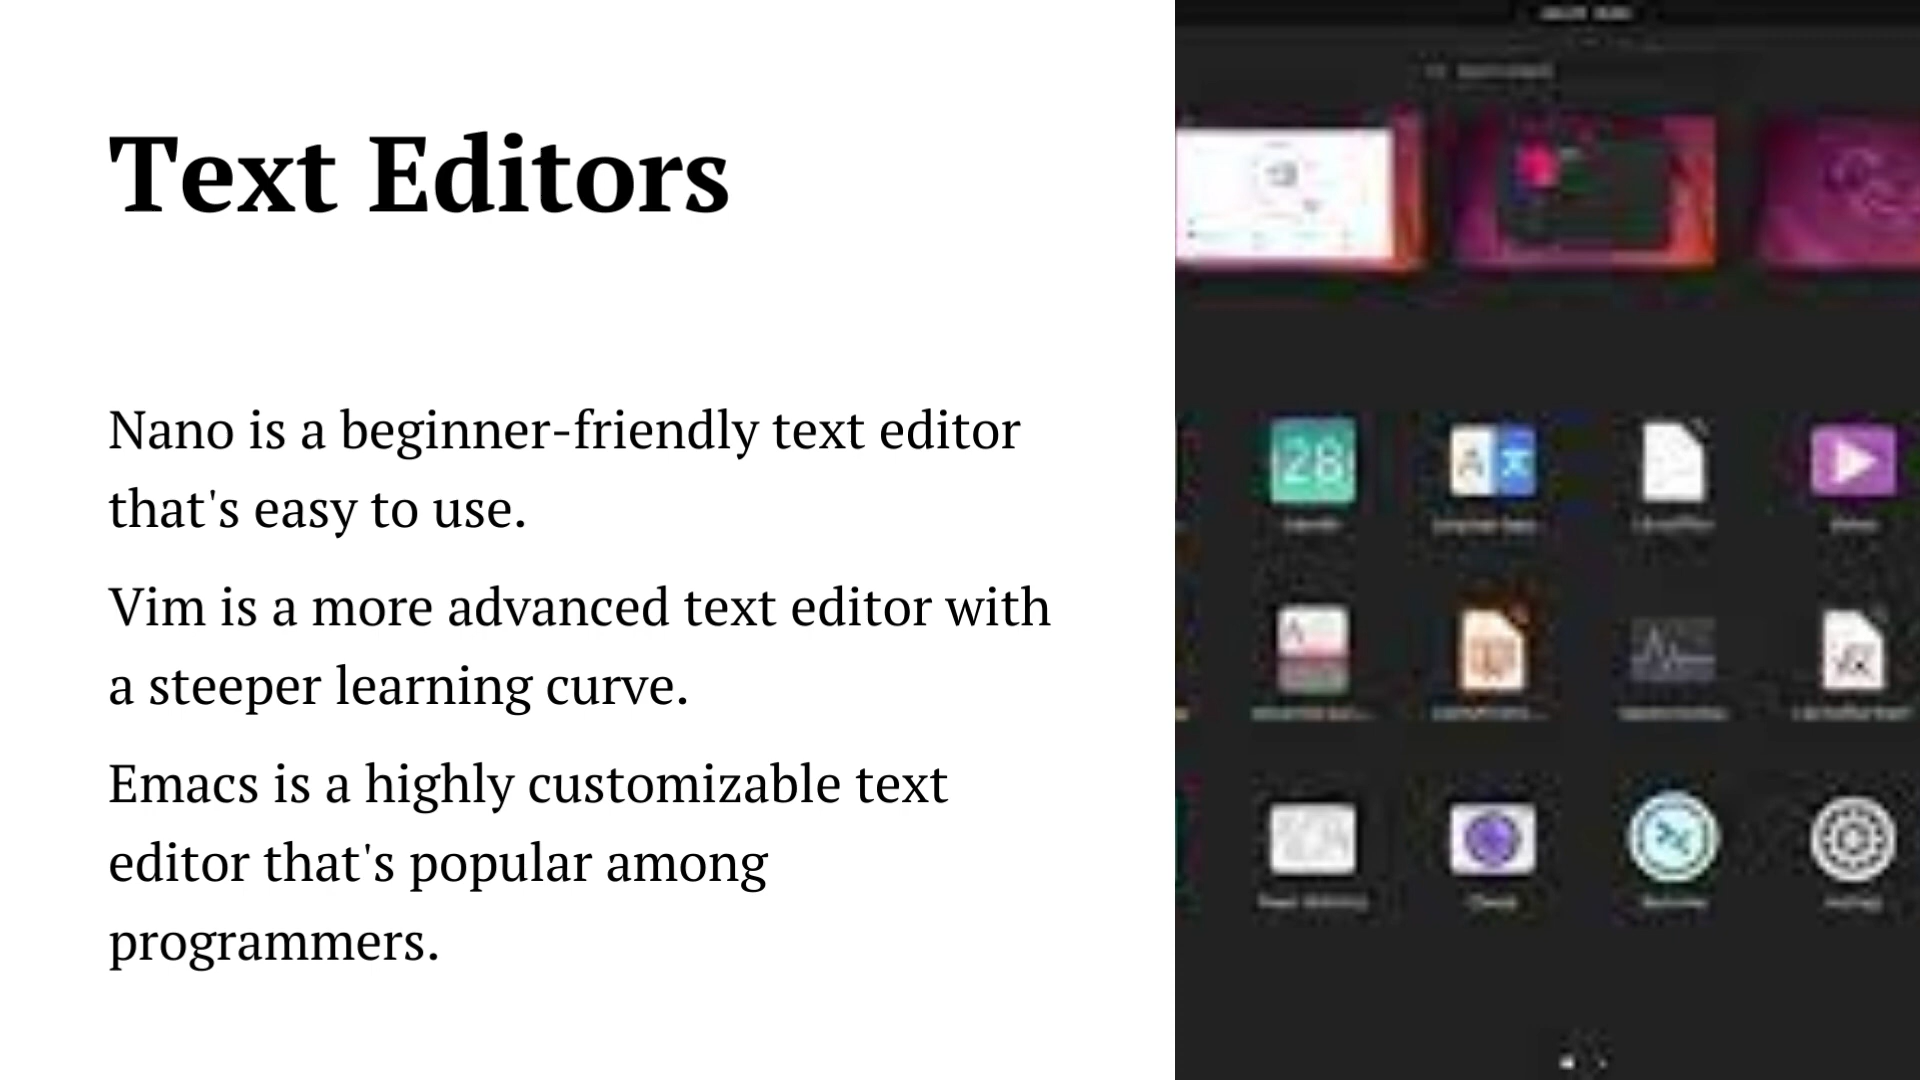 Text Editors
Nano is a beginner-friendly text editor
that's easy to use.
Vim is a more advanced text editor with
a steeper learning curve.
Emacs is a highly customizable text
editor that's popular among
programmers.
28